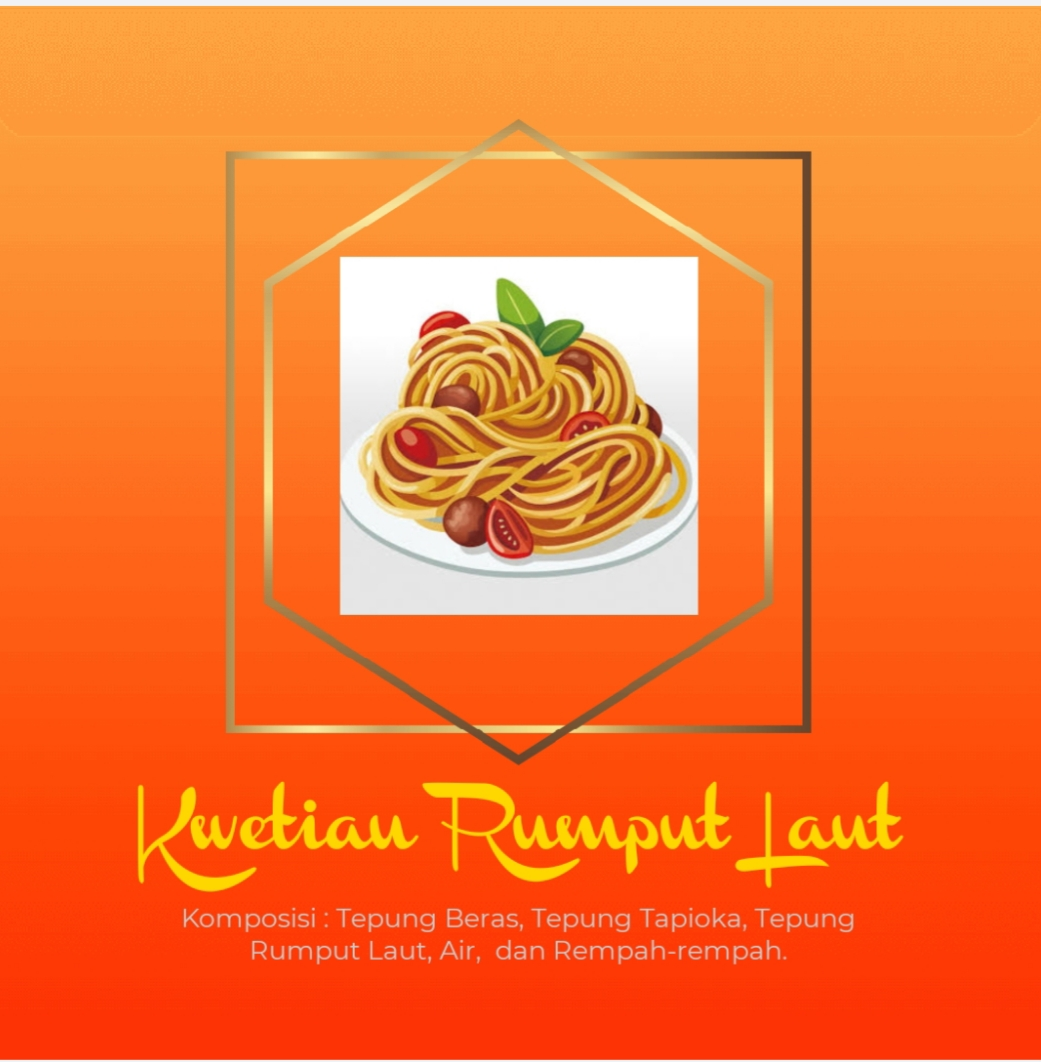 Kwetiau Rumput Laut
Komposisi : Tepung Beras, Tepung Tapioka, Tepung
Rumput Laut, Air,  dan Rempah-rempah.